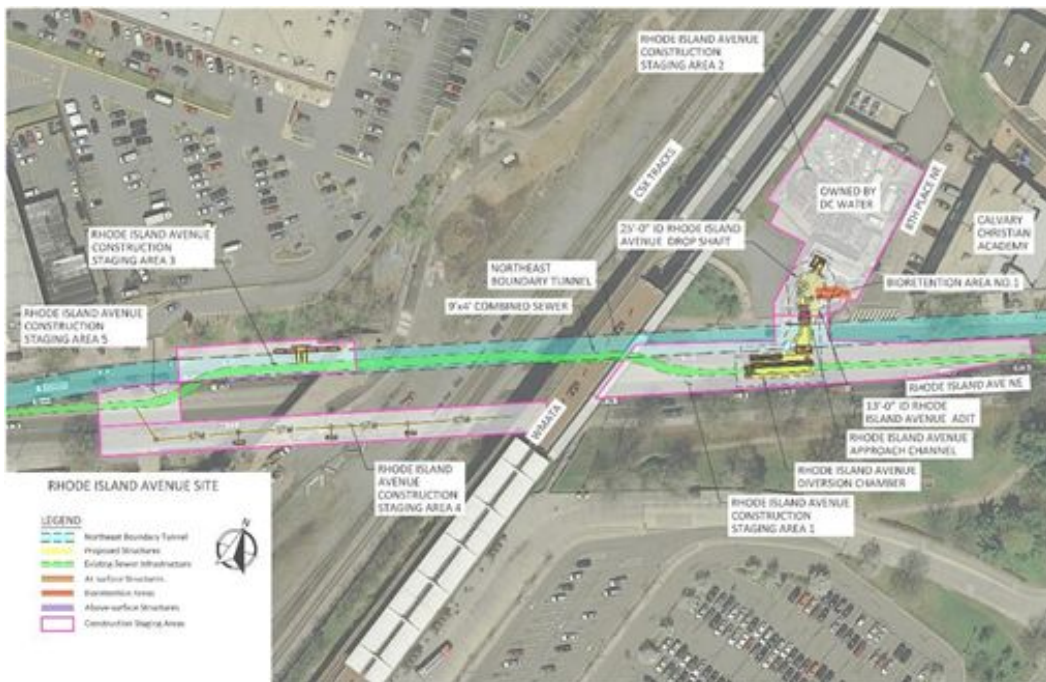 RHODE ISLAND AVENUE
CONSTRUCTION
STAGING AREA 2
CSX TRACKS
OWNED BY
DC WATER
8TH PLACE NE
CALVARY
CHRISTIAN
ACADEMY
RHODE ISLAND AVENUE
CONSTRUCTION
STAGING AREA 3
25'-0" ID RHODE ISLAND
AVENUE DROP SHAFT
NORTHEAST
BOUNDARY TUNNEL
BIORETENTION AREA NO.1
9'x4' COMBINED SEWER
RHODE ISLAND AVENUE
CONSTRUCTION
STAGING AREA 5
RHODE ISLAND AVE NE
13'-0" ID RHODE
ISLAND AVENUE ADIT
WMATA
RHODE ISLAND AVENUE
APPROACH CHANNEL
RHODE ISLAND AVENUE
DIVERSION CHAMBER
RHODE ISLAND
AVENUE
CONSTRUCTION
STAGING AREA 4
RHODE ISLAND AVENUE
CONSTRUCTION
STAGING AREA 1
RHODE ISLAND AVENUE SITE
LEGEND
N
Northeast Boundary Tunnel
Proposed Structures
Existing Sewer Infrastructure
At-surface Structures
Bioretention Areas
Above-surface Structures
Construction Staging Areas